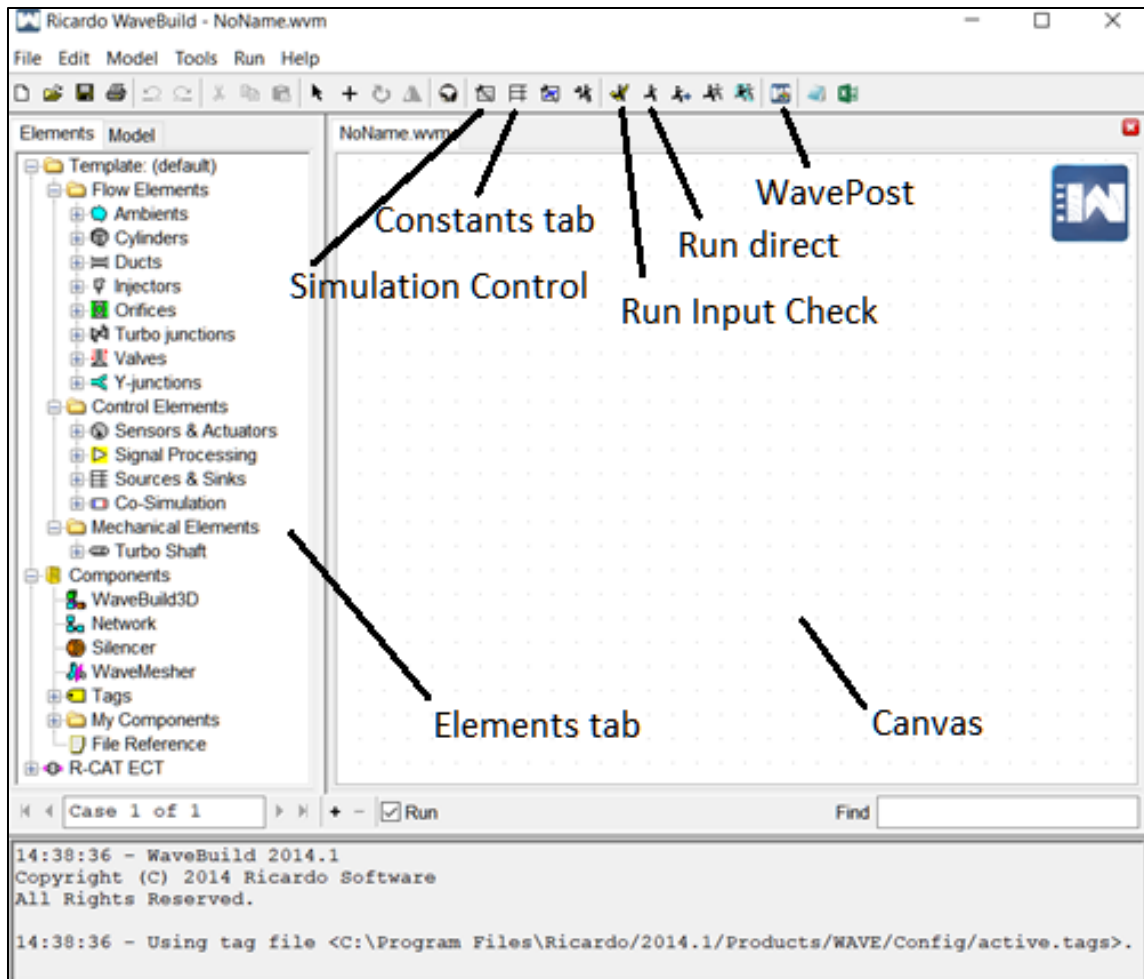 Ricardo WaveBuild - NoName.wvm
File Edit Model Tools Run Help
Elements Model
NoName.wvm
Template: (default)
Flow Elements
Ambients
Cylinders
Ducts
Injectors
Orifices
Turbo junctions
Valves
Y-junctions
Control Elements
Sensors & Actuators
Signal Processing
Sources & Sinks
Co-Simulation
Mechanical Elements
Turbo Shaft
Components
WaveBuild3D
Network
Silencer
WaveMesher
Tags
My Components
File Reference
R-CAT ECT
WavePost
Constants tab
Run direct
Simulation Control
Run Input Check
Elements tab
Canvas
Case 1 of 1
Run
Find
14:38:36 - WaveBuild 2014.1
Copyright (C) 2014 Ricardo Software
All Rights Reserved.
14:38:36 - Using tag file <C:\Program Files\Ricardo/2014.1/Products/WAVE/Config/active.tags>.